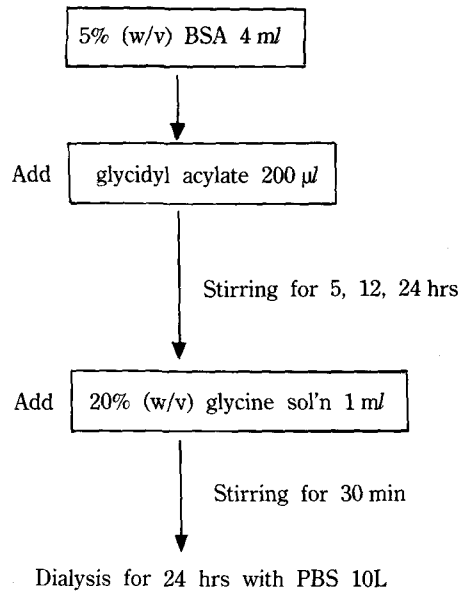 5% (w/v) BSA 4 ml
Add glycidyl acylate 200 μl
Stirring for 5, 12, 24 hrs
Add 20% (w/v) glycine sol'n 1 ml
Stirring for 30 min
Dialysis for 24 hrs with PBS 10L